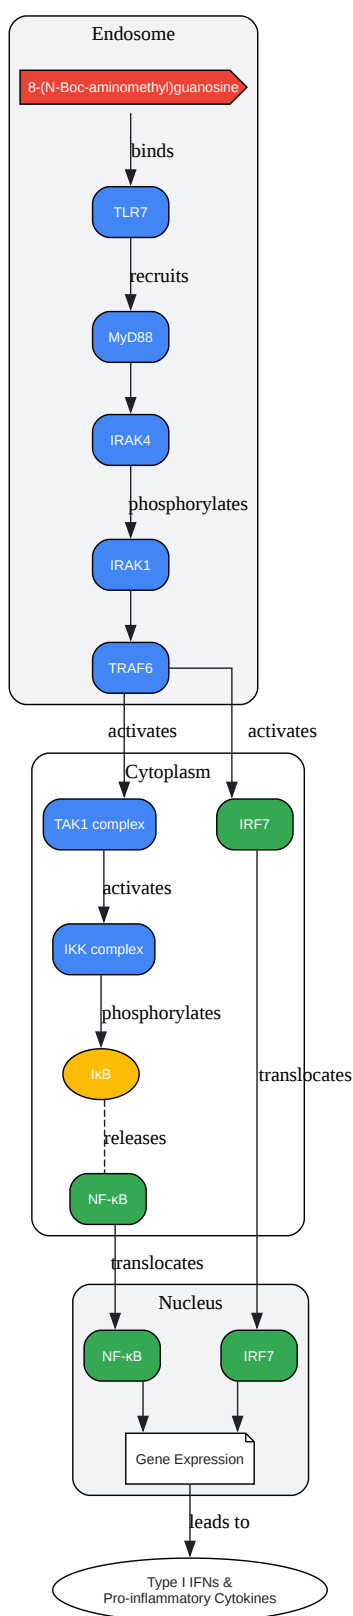 Endosome
8-(N-Boc-aminomethyl)guanosine
binds
TLR7
recruits
MyD88
IRAK4
phosphorylates
IRAK1
TRAF6
activates
activates
Cytoplasm
TAK1 complex
IRF7
activates
IKK complex
phosphorylates
IκB
translocates
releases
NF-κB
translocates
Nucleus
NF-κB
IRF7
Gene Expression
leads to
Type I IFNs &
Pro-inflammatory Cytokines